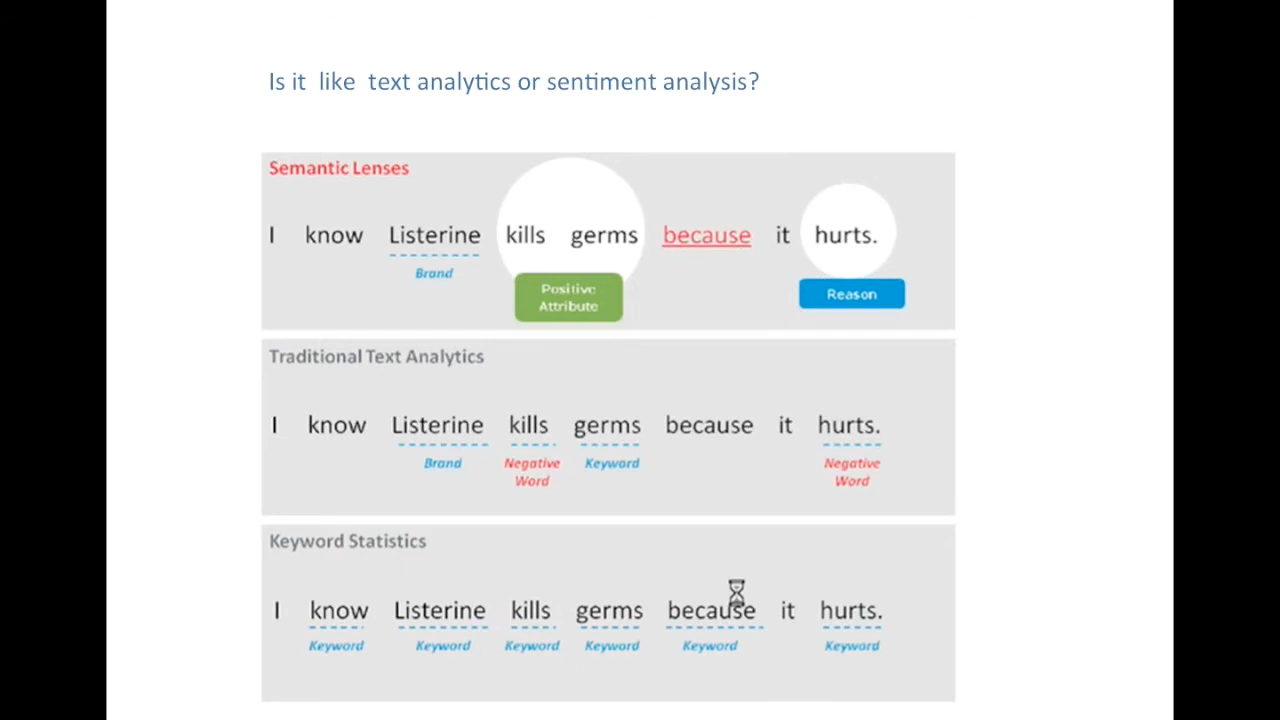 Is it like text analytics or sentiment analysis?
Semantic Lenses
I know Listerine kills germs because it hurts.
Brand
Positive
Attribute
Reason
Traditional Text Analytics
I know Listerine kills germs because it hurts.
Brand Negative Keyword Negative
Word Word
Keyword Statistics
I know Listerine kills germs because it hurts.
Keyword Keyword Keyword Keyword Keyword Keyword